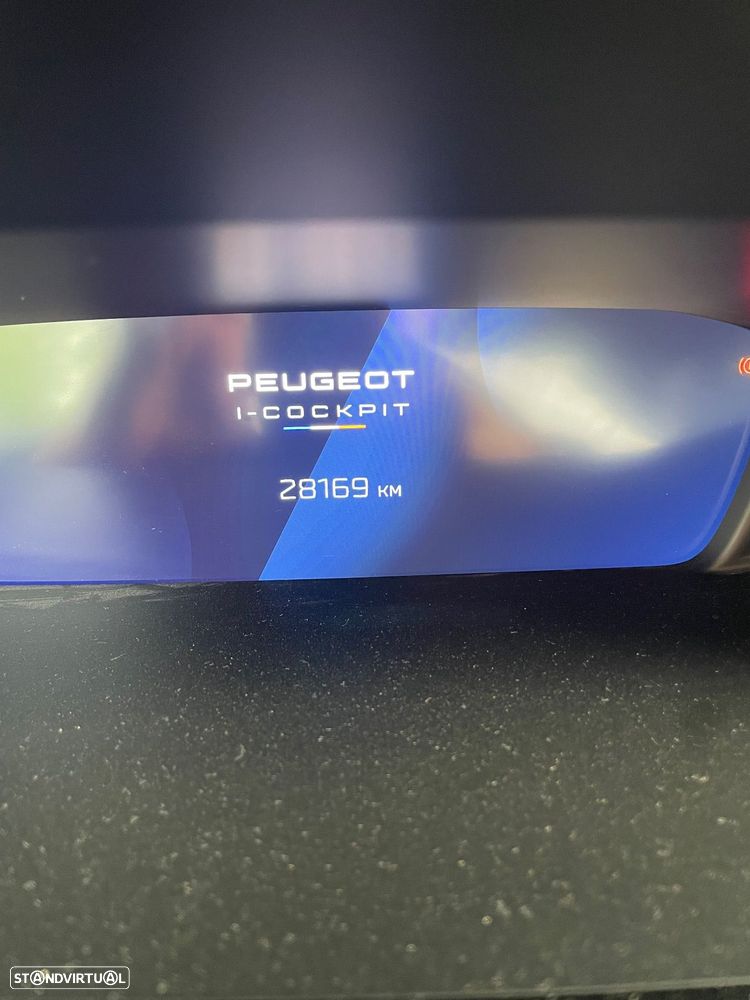 PEUGEOT
I-COCKPIT
28169 KM
STANDVIRTUAL